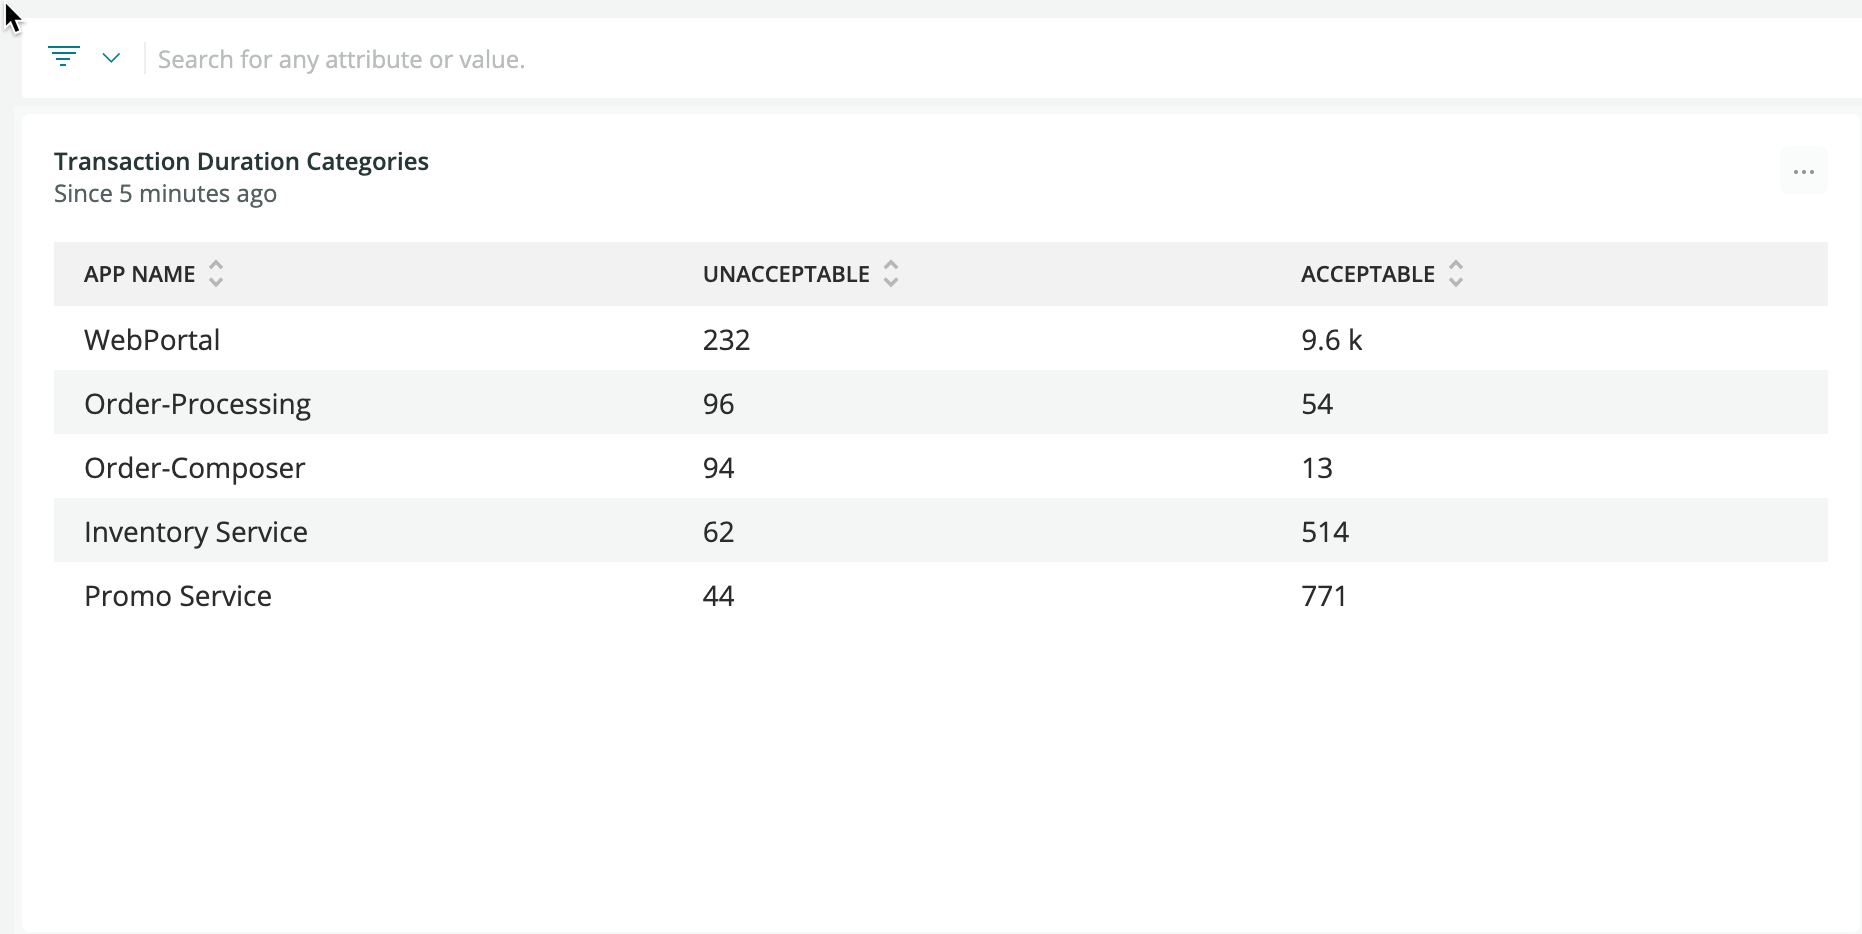 Search for any attribute or value.
Transaction Duration Categories
Since 5 minutes ago
...
APP NAME UNACCEPTABLE ACCEPTABLE
WebPortal 232 9.6 k
Order-Processing 96 54
Order-Composer 94 13
Inventory Service 62 514
Promo Service 44 771